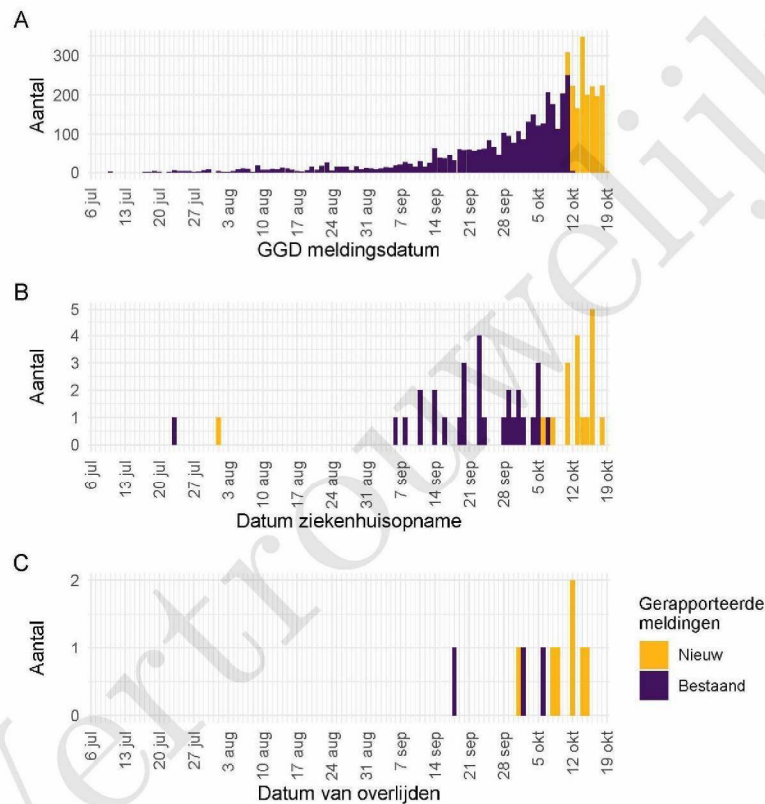 A
300
200
100
0
Aantal
6 jul
13 jul
20 jul
27 jul
3 aug
10 aug
17 aug
24 aug
31 aug
7 sep
14 sep
21 sep
28 sep
5 okt
12 okt
19 okt
GGD meldingsdatum
B
5
4
3
2
1
0
Aantal
6 jul
13 jul
20 jul
27 jul
3 aug
10 aug
17 aug
24 aug
31 aug
7 sep
14 sep
21 sep
28 sep
5 okt
12 okt
19 okt
Datum ziekenhuisopname
C
2
1
0
Aantal
6 jul
13 jul
20 jul
27 jul
3 aug
10 aug
17 aug
24 aug
31 aug
7 sep
14 sep
21 sep
28 sep
5 okt
12 okt
19 okt
Datum van overlijden
Gerapporteerde
meldingen
Nieuw
Bestaand
Vertrouwelijk